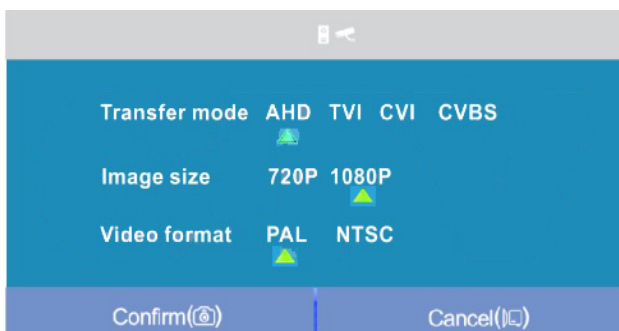 Transfer mode AHD TVI CVI CVBS
Image size 720P 1080P
Video format PAL NTSC
Confirm() Cancel()